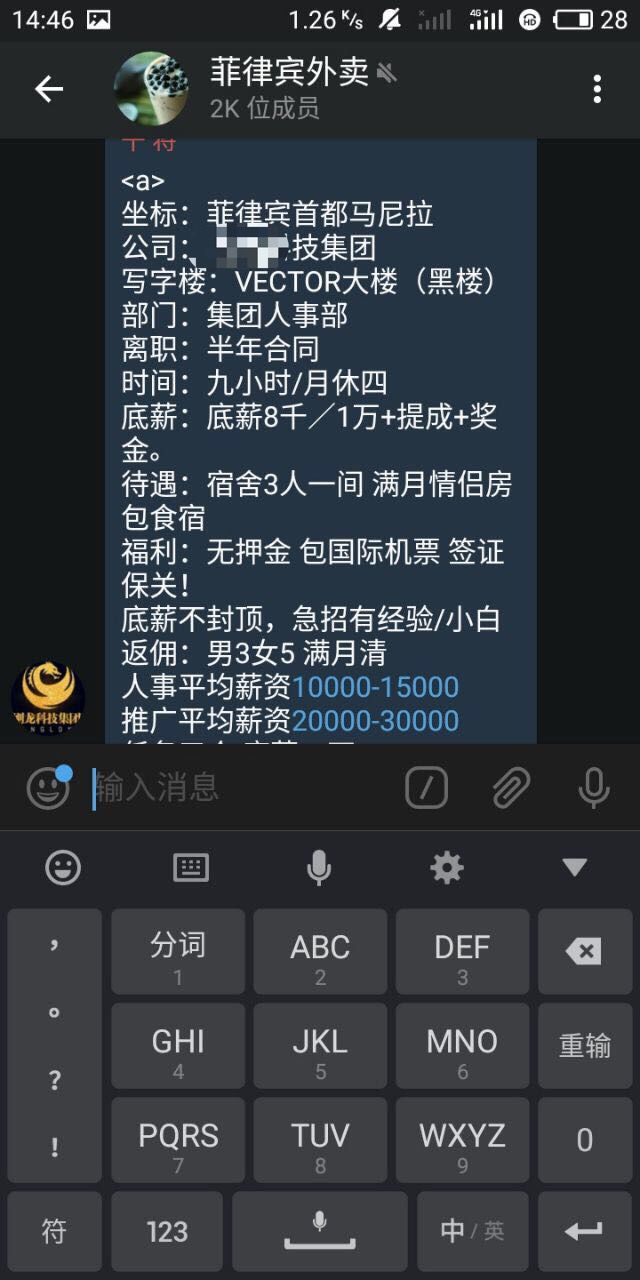 14:46
1.26 K/s
4G
HD
28
菲律宾外卖
2K 位成员
<a>
坐标：菲律宾首都马尼拉
公司：技集团
写字楼：VECTOR大楼（黑楼）
部门：集团人事部
离职：半年合同
时间：九小时/月休四
底薪：底薪8千／1万+提成+奖
金。
待遇：宿舍3人一间 满月情侣房
包食宿
福利：无押金 包国际机票 签证
保关！
底薪不封顶，急招有经验/小白
返佣：男3女5 满月清
人事平均薪资10000-15000
推广平均薪资20000-30000
龙科技集团
输入消息
，
。
？
！
分词
1
ABC
2
DEF
3
GHI
4
JKL
5
MNO
6
重输
PQRS
7
TUV
8
WXYZ
9
0
符
123
中/英